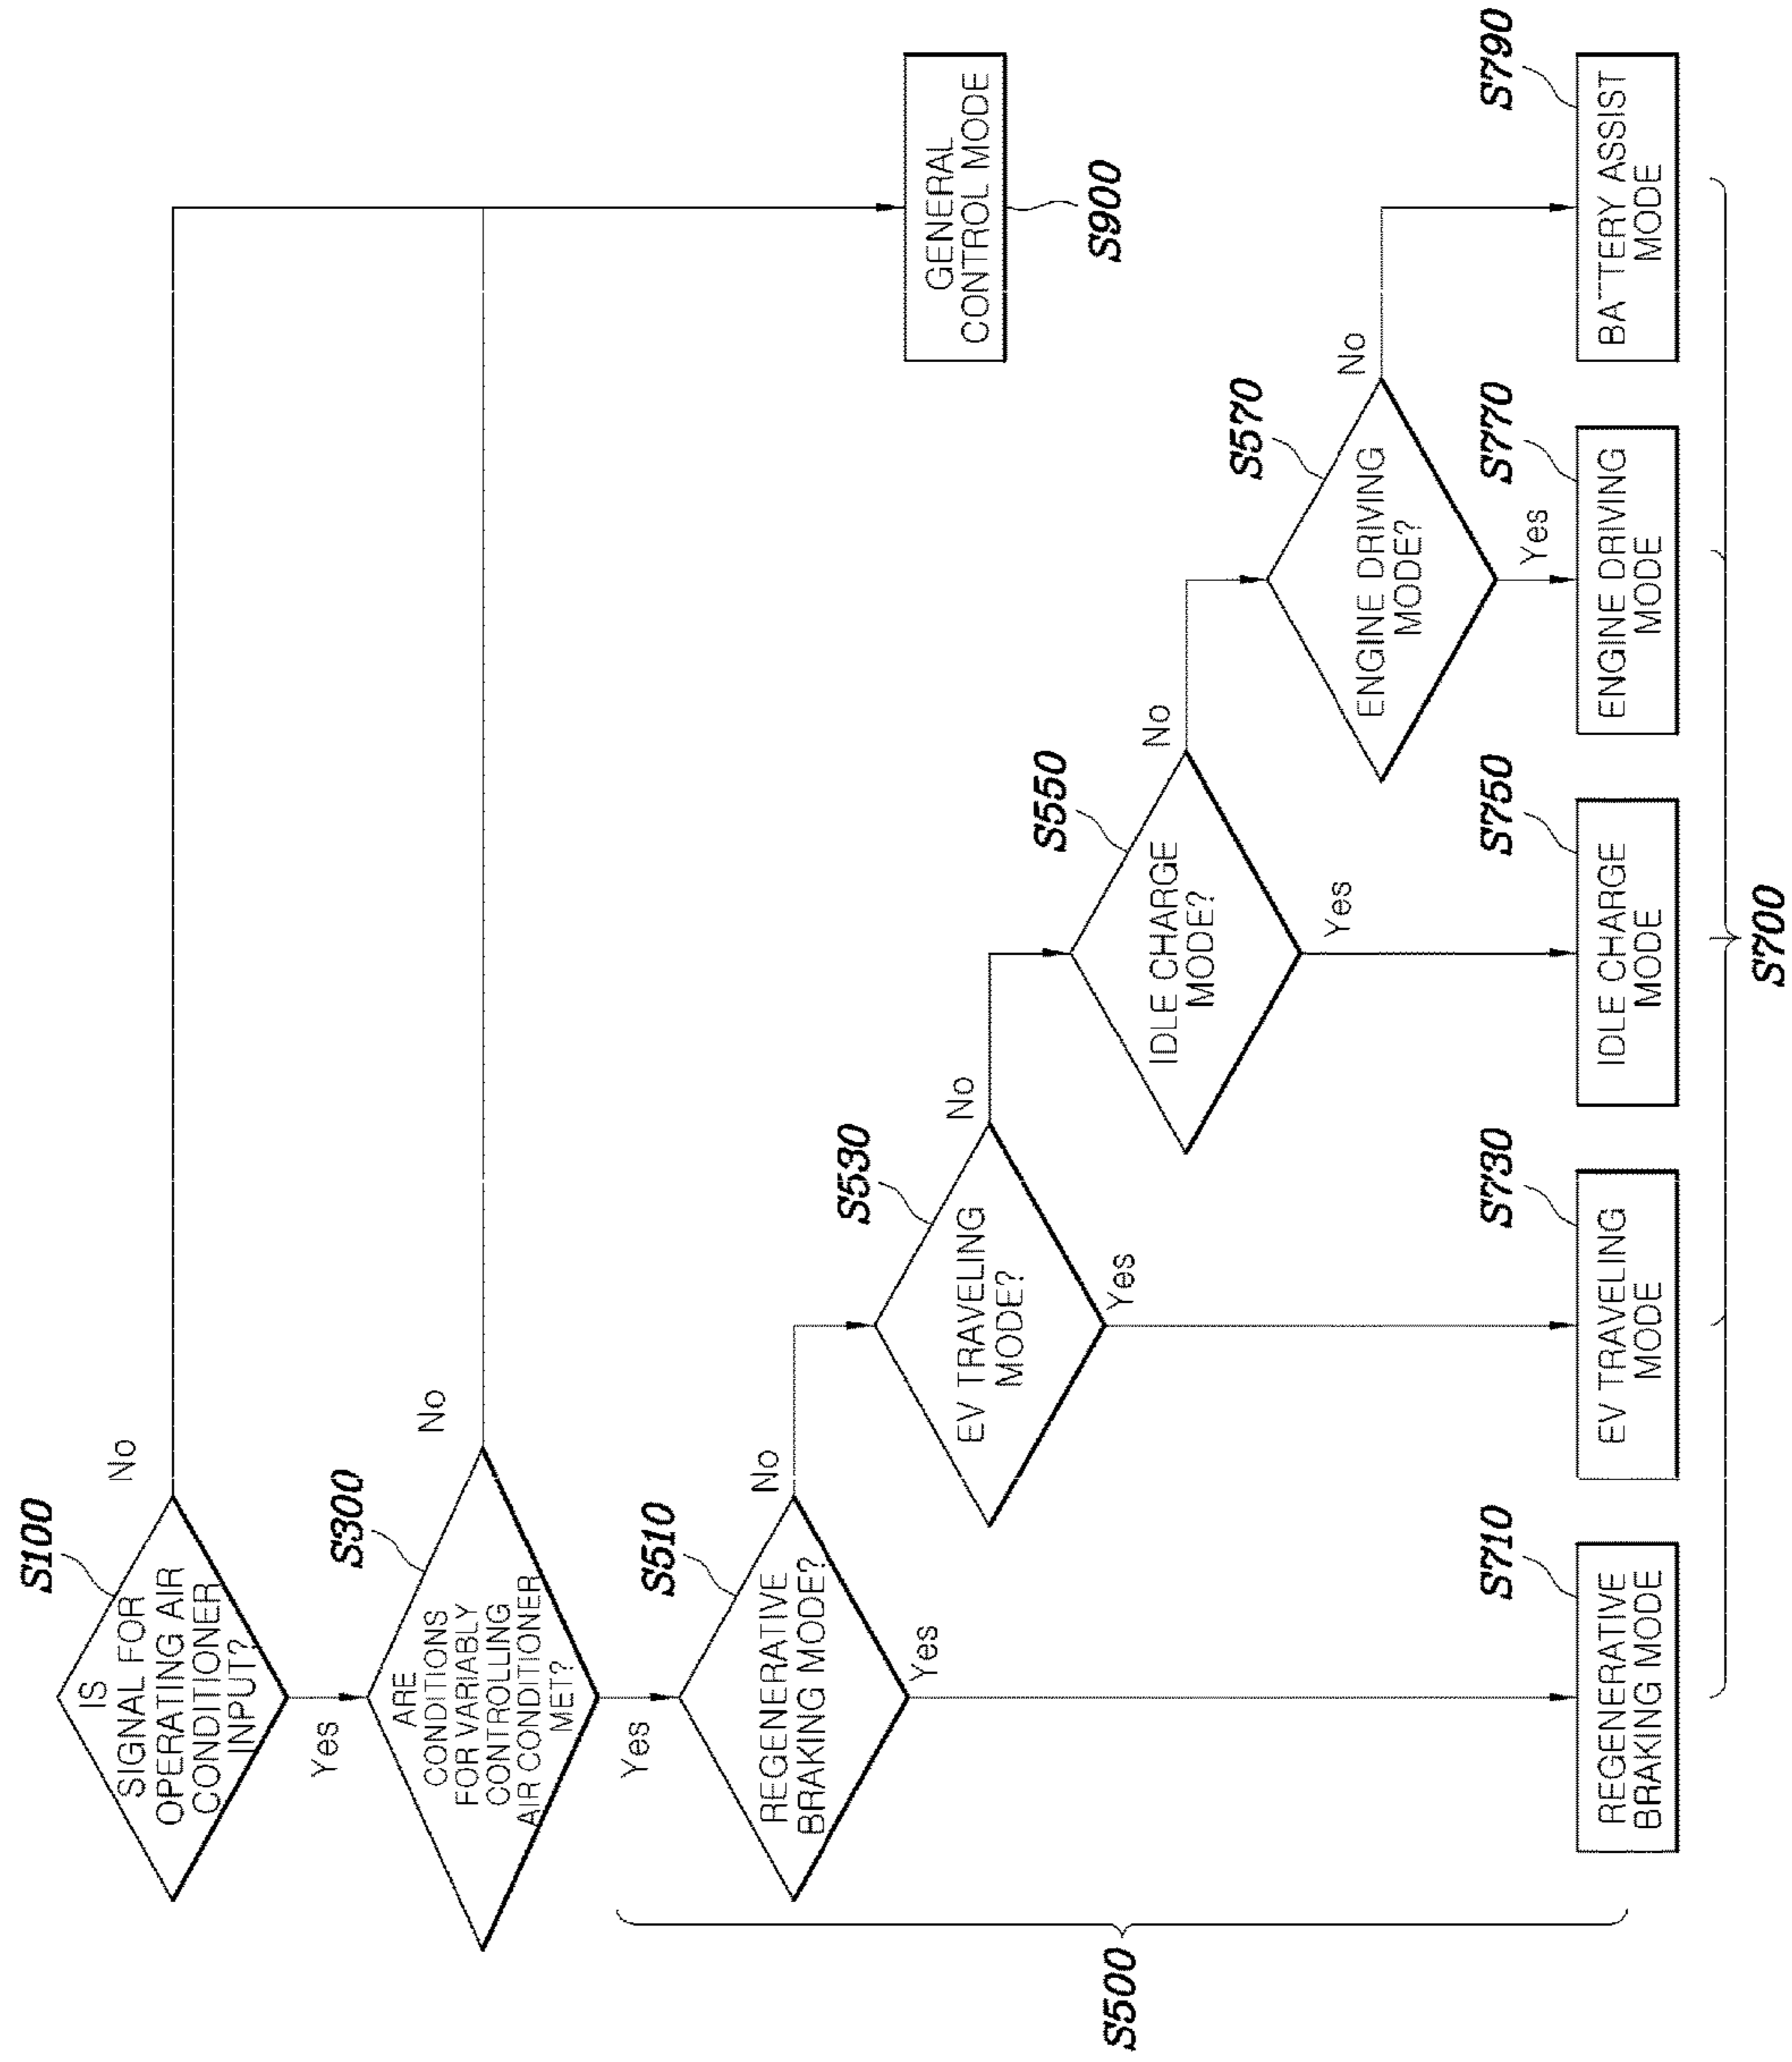 S100
IS
SIGNAL FOR
OPERATING AIR
CONDITIONER
INPUT?
No
Yes
S300
ARE
CONDITIONS
FOR VARIABLY
CONTROLLING
AIR CONDITIONER
MET?
No
Yes
S510
REGENERATIVE
BRAKING MODE?
No
Yes
S530
EV TRAVELING
MODE?
No
Yes
S550
IDLE CHARGE
MODE?
No
Yes
S570
ENGINE DRIVING
MODE?
No
Yes
GENERAL
CONTROL MODE
S900
S500
S710
REGENERATIVE
BRAKING MODE
S730
EV TRAVELING
MODE
S750
IDLE CHARGE
MODE
S770
ENGINE DRIVING
MODE
S790
BATTERY ASSIST
MODE
S700